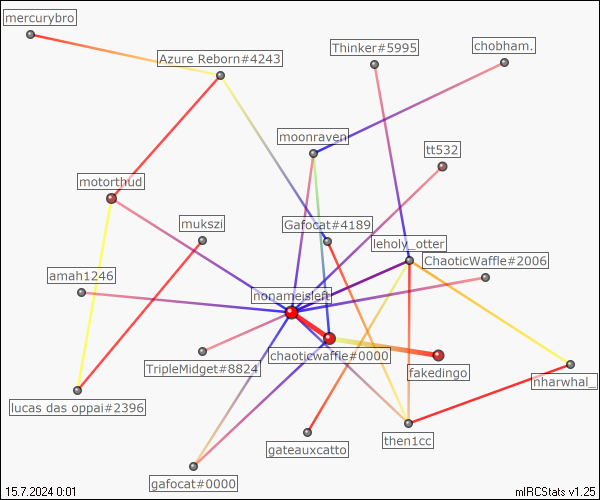 mercurybro
Azure Reborn#4243
Thinker#5995
chobham.
moonraven
tt532
motorthud
mukszi
Gafocat#4189
leholy_otter
ChaoticWaffle#2006
amah1246
nonameisleft
TripleMidget#8824
chaoticwaffle#0000
fakedingo
nharwhal_
lucas das oppai#2396
then1cc
gateauxcatto
gafocat#0000
15.7.2024 0:01
mIRCStats v1.25